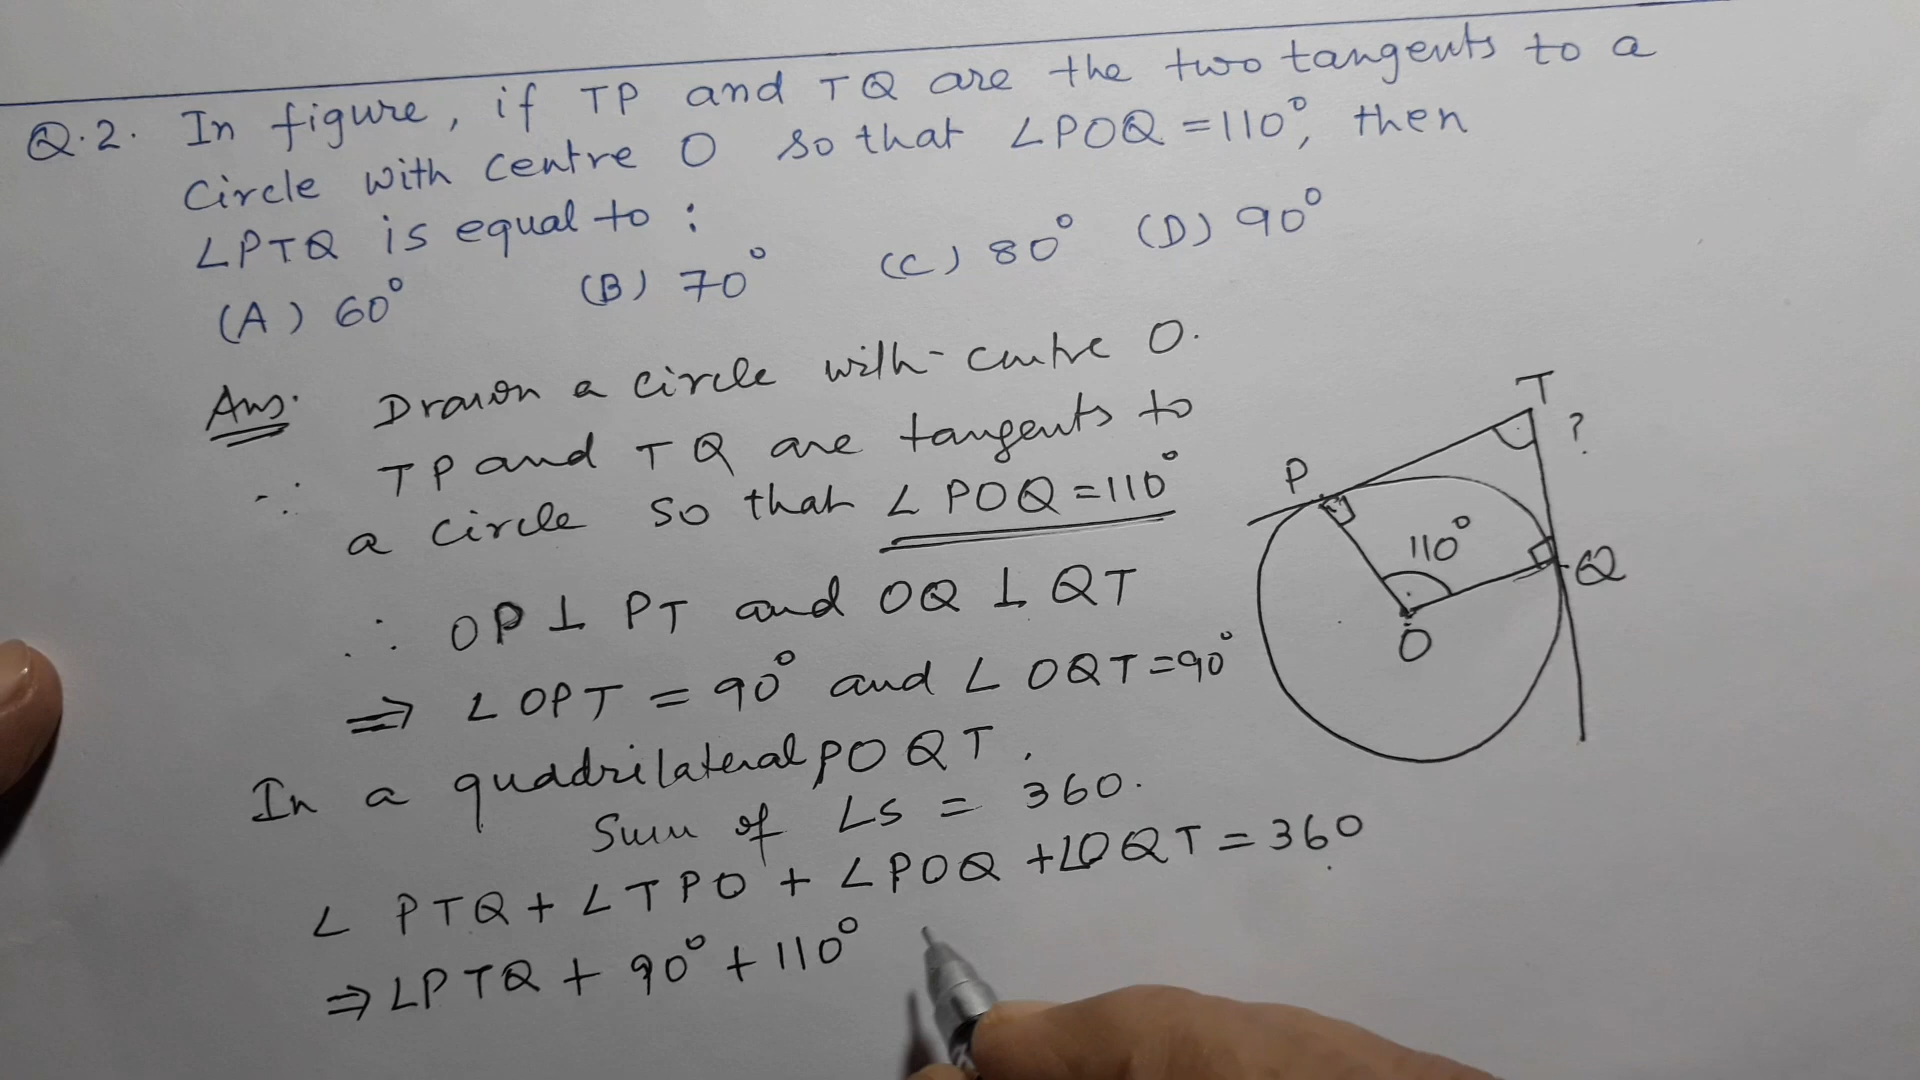 Q.2. In figure, if TP and TQ are the two tangents to a
Circle with centre O so that ∠POQ = 110°, then
∠PTQ is equal to :
(A) 60° (B) 70° (C) 80° (D) 90°
Ans. Drawn a circle with centre O.
∵ TP and TQ are tangents to
a circle so that ∠POQ = 110°
∴ OP ⊥ PT and OQ ⊥ QT
⇒ ∠OPT = 90° and ∠OQT = 90°
In a quadrilateral POQT,
Sum of ∠s = 360.
∠PTQ + ∠TPO + ∠POQ + ∠OQT = 360
⇒ ∠PTQ + 90° + 110°
T
?
P
110°
Q
O